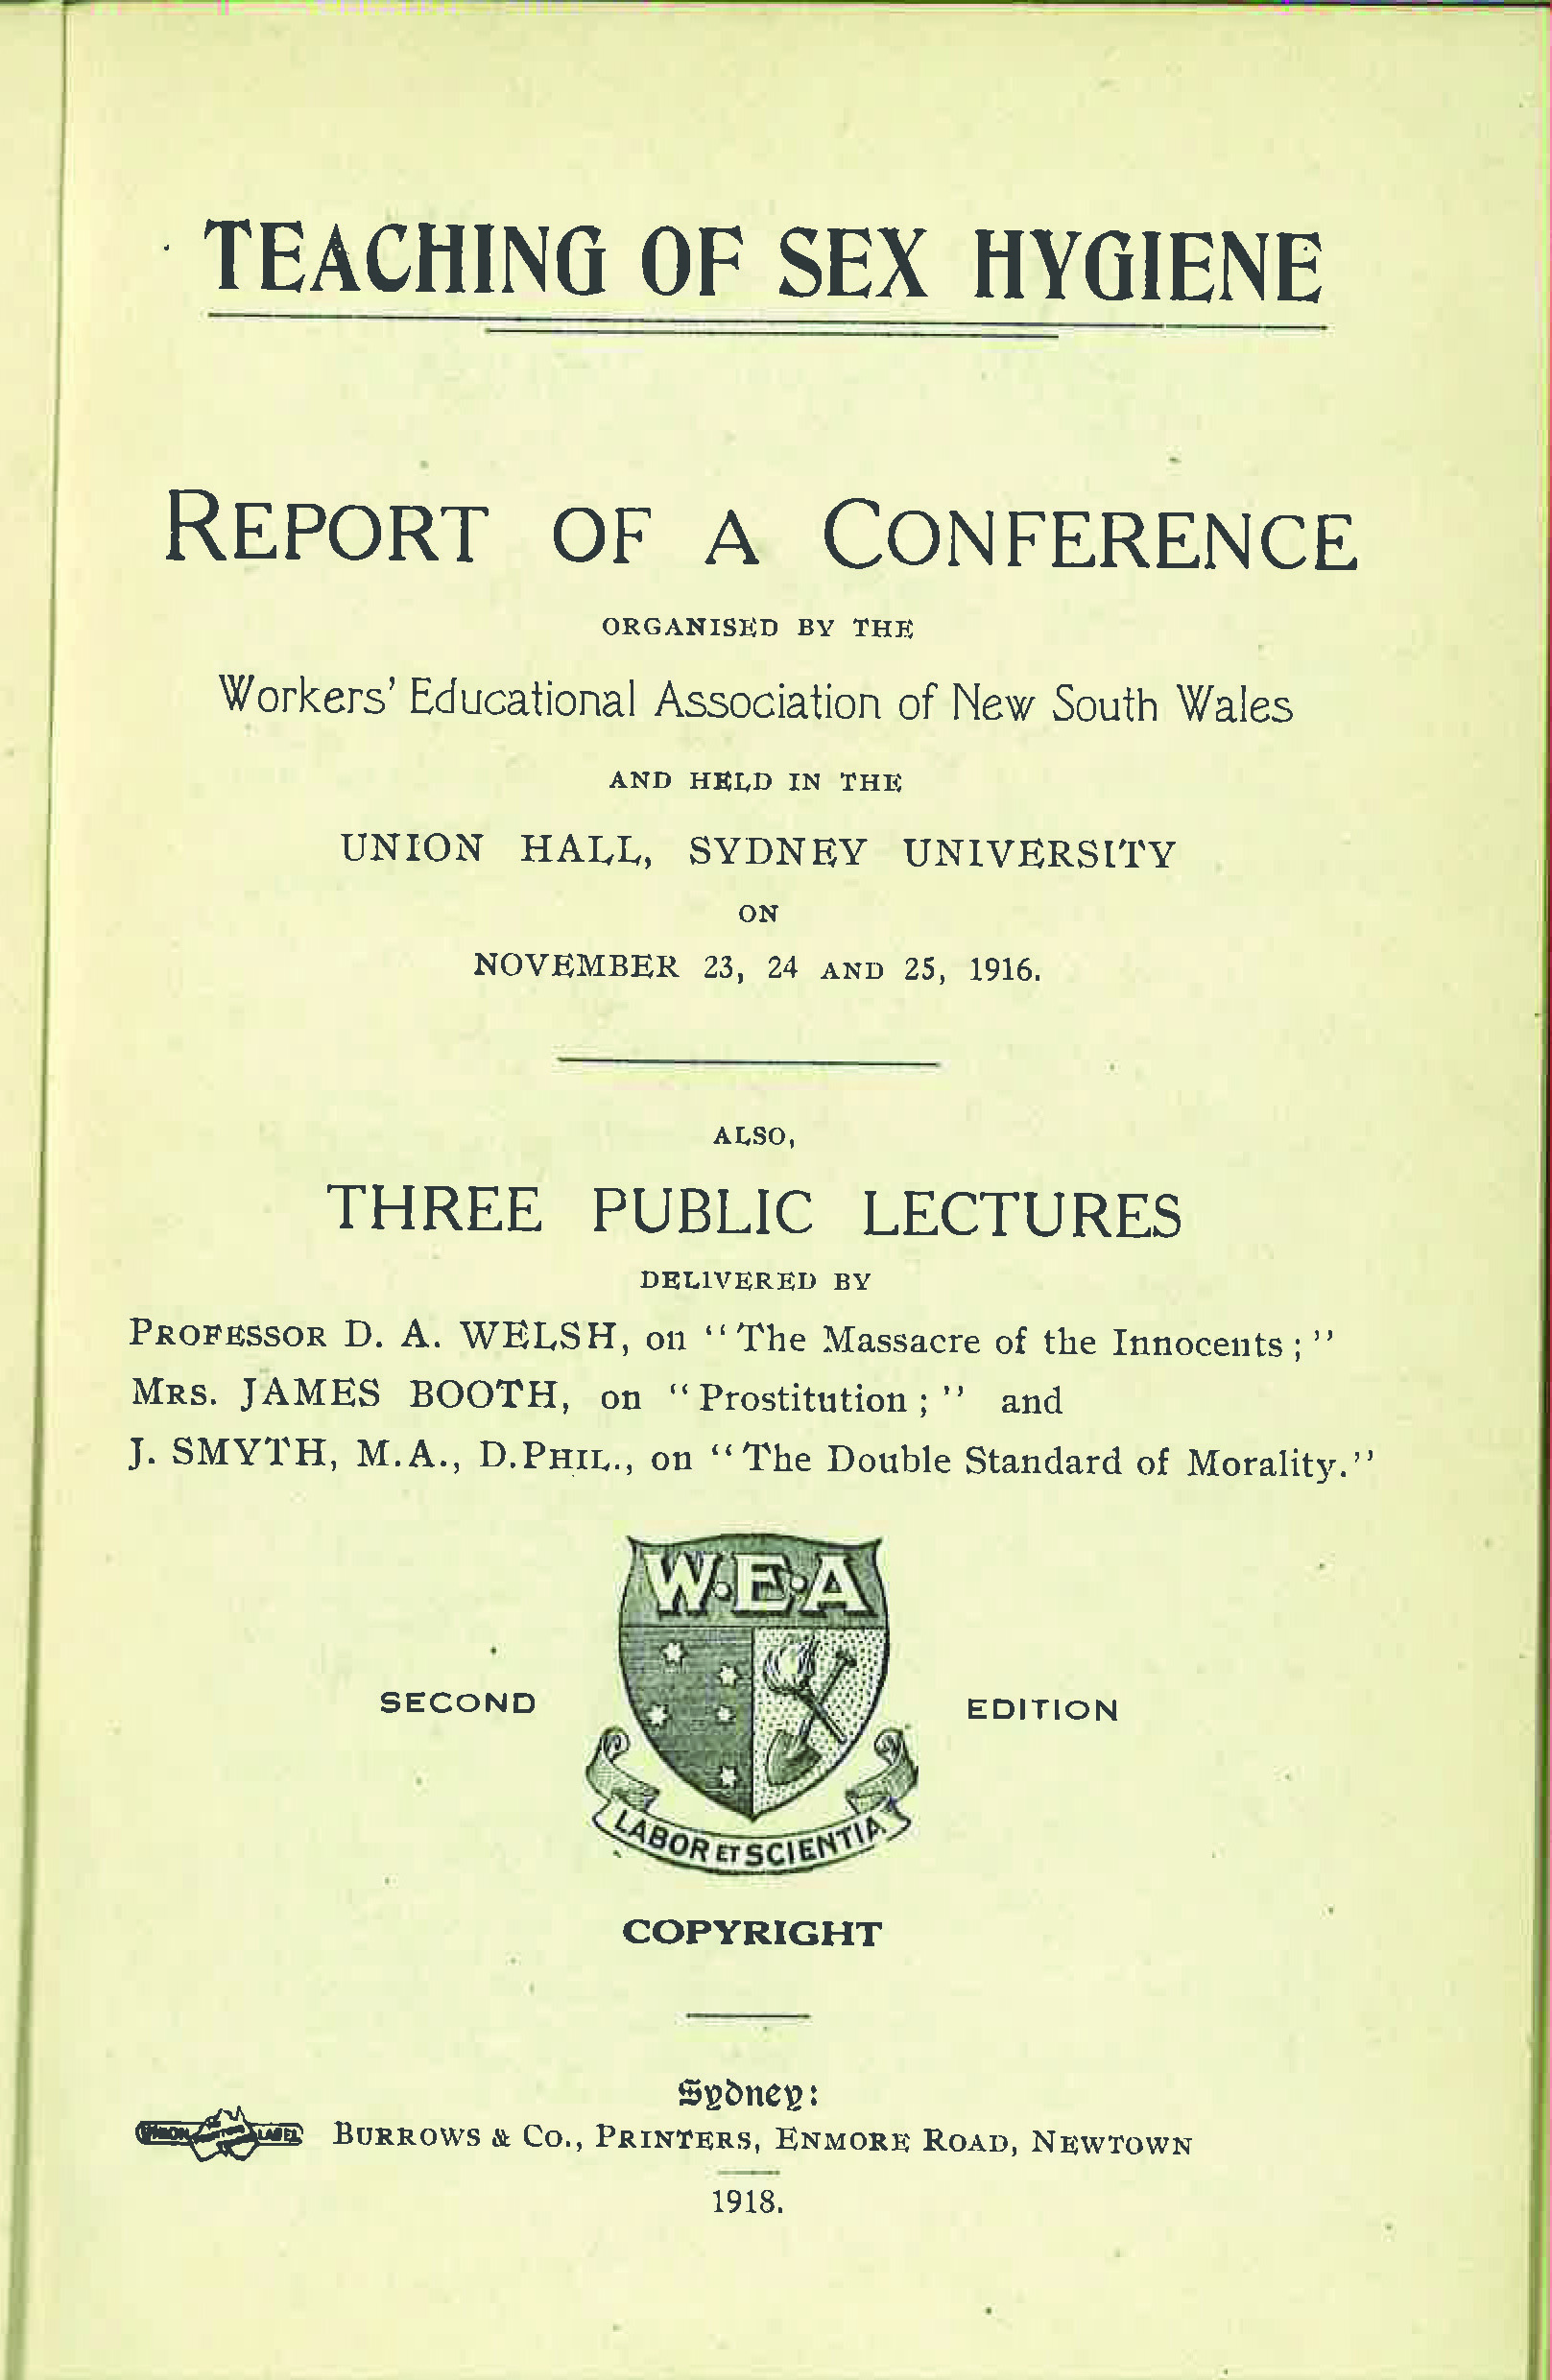 TEACHING OF SEX HYGIENE
REPORT OF A CONFERENCE
ORGANISED BY THE
Workers' Educational Association of New South Wales
AND HELD IN THE
UNION HALL, SYDNEY UNIVERSITY
ON
NOVEMBER 23, 24 AND 25, 1916.
ALSO,
THREE PUBLIC LECTURES
DELIVERED BY
PROFESSOR D. A. WELSH, on "The Massacre of the Innocents;"
MRS. JAMES BOOTH, on "Prostitution;" and
J. SMYTH, M.A., D.PHIL., on "The Double Standard of Morality."
W.E.A
SECOND EDITION
LABOR ET SCIENTIA
COPYRIGHT
Sydney:
UNION LABEL BURROWS & CO., PRINTERS, ENMORE ROAD, NEWTOWN
1918.